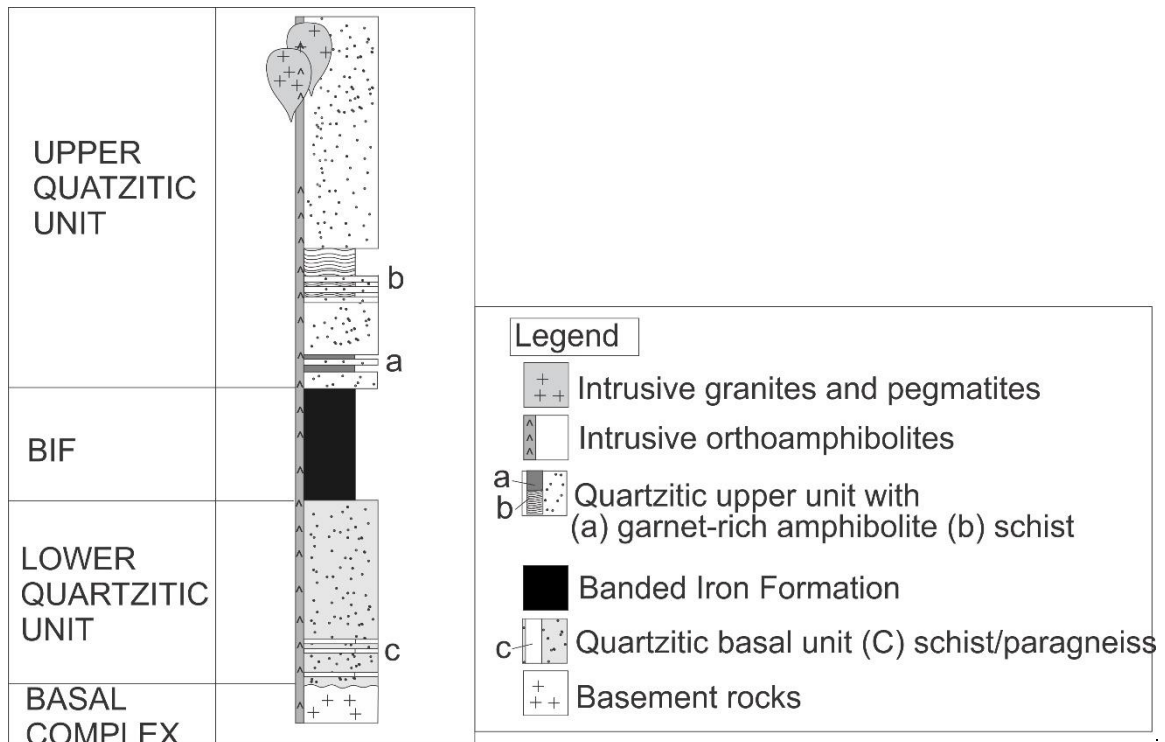 UPPER
QUATZITIC
UNIT
b
a
BIF
LOWER
QUARTZITIC
UNIT
c
BASAL
COMPLEX
Legend
Intrusive granites and pegmatites
Intrusive orthoamphibolites
a
b
Quartzitic upper unit with
(a) garnet-rich amphibolite (b) schist
Banded Iron Formation
c
Quartzitic basal unit (C) schist/paragneiss
Basement rocks